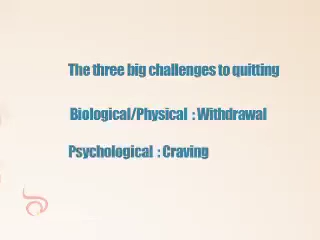 The three big challenges to quitting
Biological/Physical : Withdrawal
Psychological : Craving